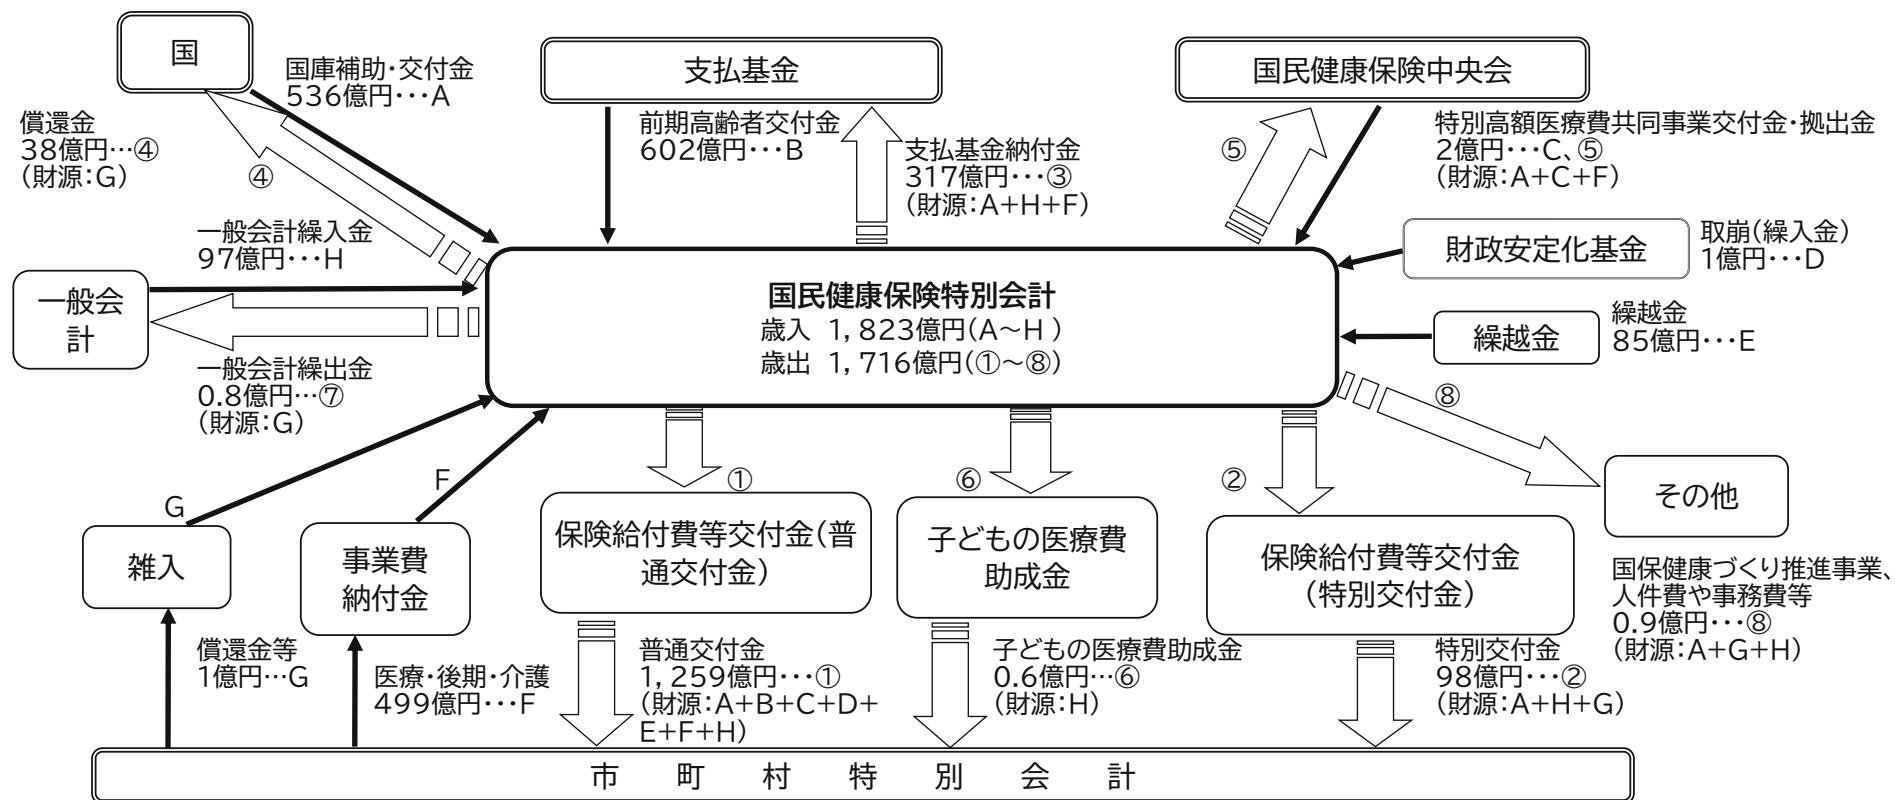 国
国庫補助・交付金
536億円・・・A
償還金
38億円…④
（財源：G）
④
支払基金
前期高齢者交付金
602億円・・・B
支払基金納付金
317億円・・・③
（財源：A+H+F）
国民健康保険中央会
⑤
特別高額医療費共同事業交付金・拠出金
2億円・・・C、⑤
（財源：A+C+F）
財政安定化基金
取崩（繰入金）
1億円・・・D
繰越金
繰越金
85億円・・・E
一般会計繰入金
97億円・・・H
一般会
計
一般会計繰出金
0.8億円…⑦
（財源：G）
国民健康保険特別会計
歳入 1，823億円（A～H ）
歳出 1，716億円（①～⑧）
⑧
その他
国保健康づくり推進事業、
人件費や事務費等
0.9億円・・・⑧
（財源：A+G+H）
G
雑入
償還金等
1億円…G
F
事業費
納付金
医療・後期・介護
499億円・・・F
①
保険給付費等交付金（普
通交付金）
普通交付金
1，259億円・・・①
（財源：A+B+C+D+
E+F+H）
⑥
子どもの医療費
助成金
子どもの医療費助成金
0.6億円…⑥
（財源：H）
②
保険給付費等交付金
（特別交付金）
特別交付金
98億円・・・②
（財源：A+H+G）
市 町 村 特 別 会 計